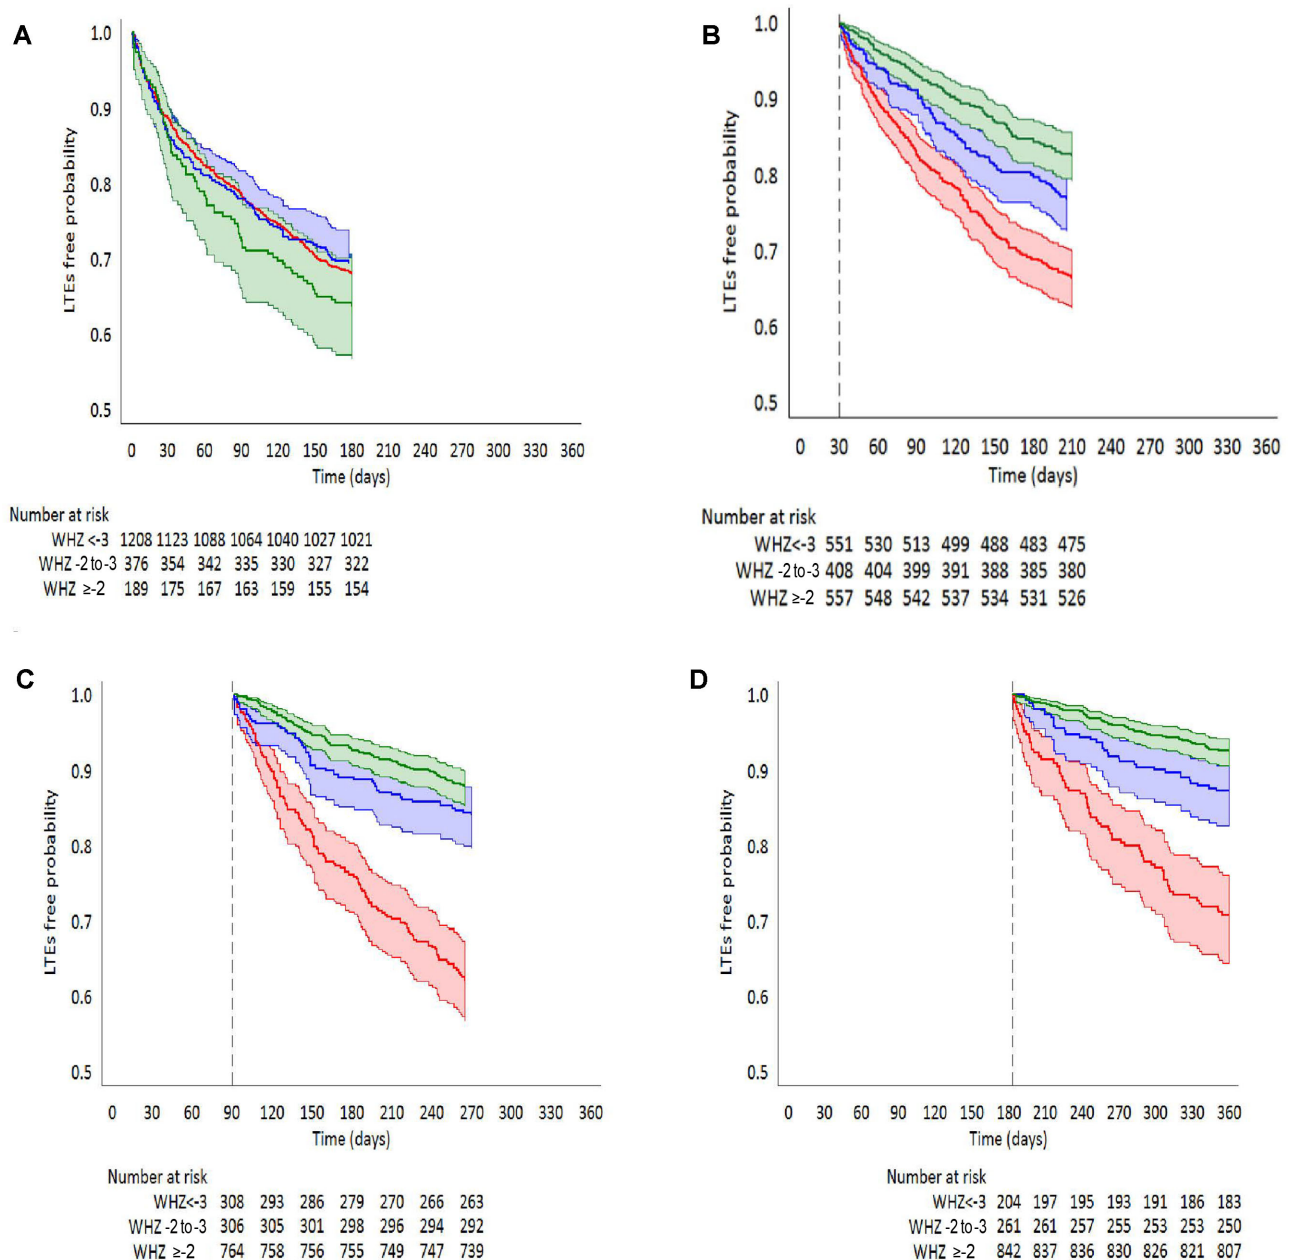 A
LTEs free probability
1.0
0.9
0.8
0.7
0.6
0.5
0 30 60 90 120 150 180 210 240 270 300 330 360
Time (days)
Number at risk
WHZ <-3 1208 1123 1088 1064 1040 1027 1021
WHZ -2 to -3 376 354 342 335 330 327 322
WHZ ≥-2 189 175 167 163 159 155 154
B
LTEs free probability
1.0
0.9
0.8
0.7
0.6
0.5
0 30 60 90 120 150 180 210 240 270 300 330 360
Time (days)
Number at risk
WHZ<-3 551 530 513 499 488 483 475
WHZ -2 to -3 408 404 399 391 388 385 380
WHZ ≥-2 557 548 542 537 534 531 526
C
LTEs free probability
1.0
0.9
0.8
0.7
0.6
0.5
0 30 60 90 120 150 180 210 240 270 300 330 360
Time (days)
Number at risk
WHZ<-3 308 293 286 279 270 266 263
WHZ -2 to -3 306 305 301 298 296 294 292
WHZ ≥-2 764 758 756 755 749 747 739
D
LTEs free probability
1.0
0.9
0.8
0.7
0.6
0.5
0 30 60 90 120 150 180 210 240 270 300 330 360
Time (days)
Number at risk
WHZ<-3 204 197 195 193 191 186 183
WHZ -2 to -3 261 261 257 255 253 253 250
WHZ ≥-2 842 837 836 830 826 821 807